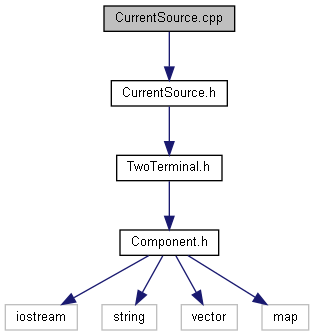 CurrentSource.cpp
CurrentSource.h
TwoTerminal.h
Component.h
iostream string vector map